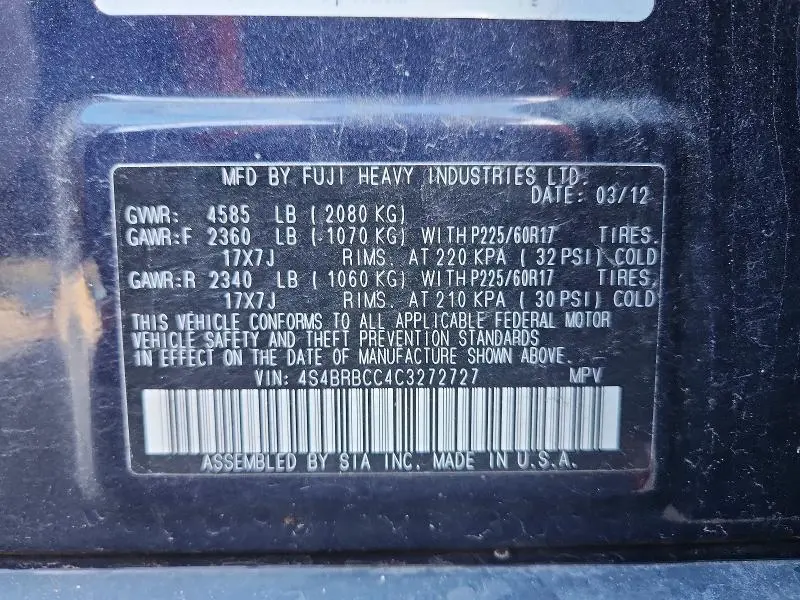 MFD BY FUJI HEAVY INDUSTRIES LTD.
DATE: 03/12
GVWR: 4585 LB ( 2080 KG)
GAWR:F 2360 LB ( 1070 KG) WITH P225/60R17 TIRES.
17X7J RIMS. AT 220 KPA ( 32 PSI) COLD
GAWR:R 2340 LB ( 1060 KG) WITH P225/60R17 TIRES.
17X7J RIMS. AT 210 KPA ( 30 PSI) COLD
THIS VEHICLE CONFORMS TO ALL APPLICABLE FEDERAL MOTOR
VEHICLE SAFETY AND THEFT PREVENTION STANDARDS
IN EFFECT ON THE DATE OF MANUFACTURE SHOWN ABOVE.
VIN: 4S4BRBCC4C3272727 MPV
ASSEMBLED BY SIA INC. MADE IN U.S.A.